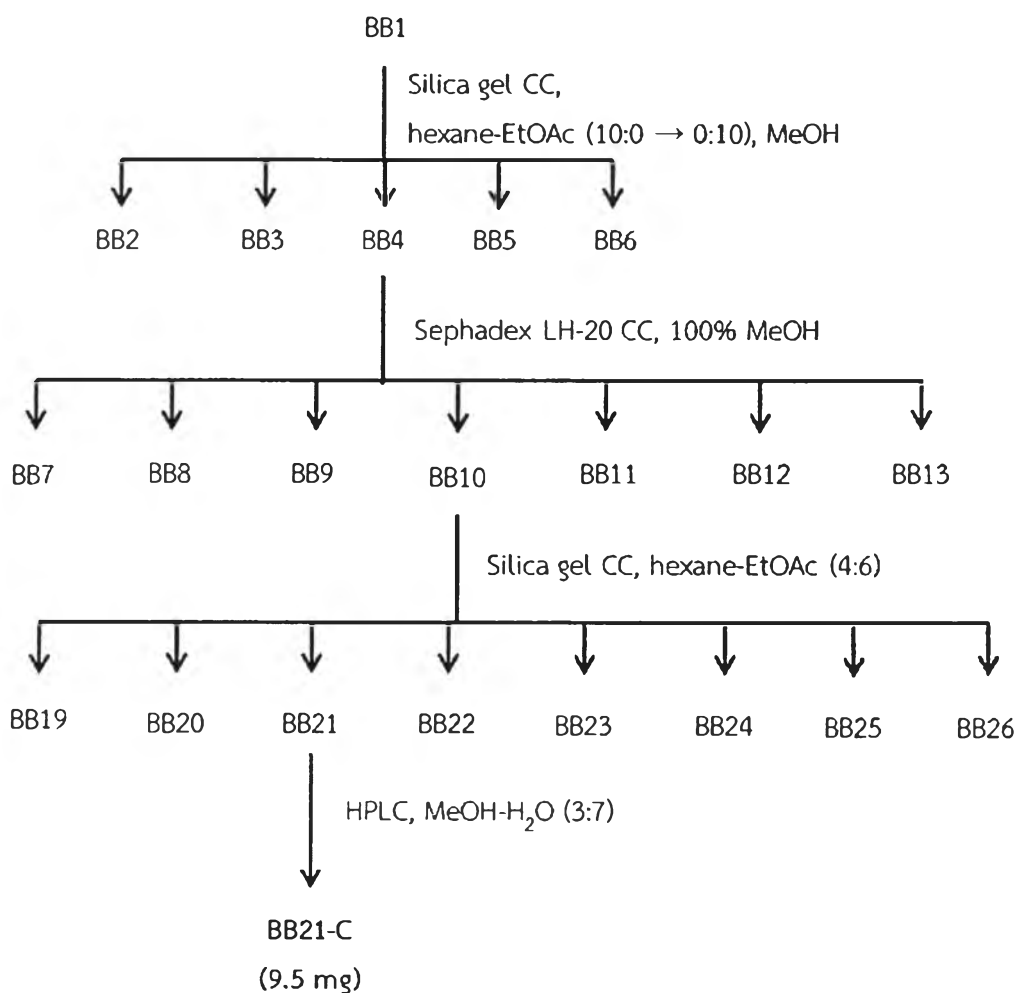 BB1
Silica gel CC,
hexane-EtOAc (10:0 → 0:10), MeOH
BB2 BB3 BB4 BB5 BB6
Sephadex LH-20 CC, 100% MeOH
BB7 BB8 BB9 BB10 BB11 BB12 BB13
Silica gel CC, hexane-EtOAc (4:6)
BB19 BB20 BB21 BB22 BB23 BB24 BB25 BB26
HPLC, MeOH-H₂O (3:7)
BB21-C
(9.5 mg)